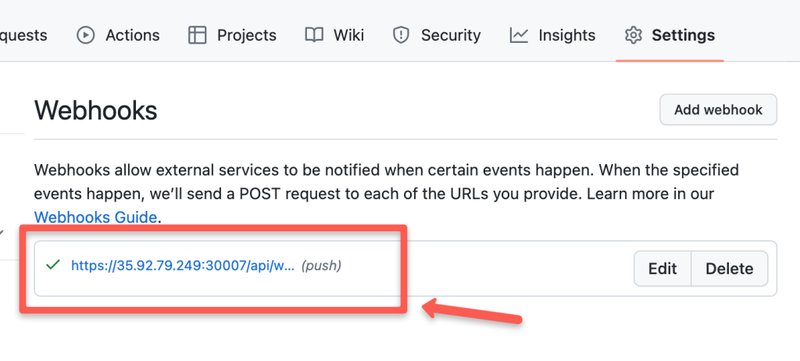 quests Actions Projects Wiki Security Insights Settings
Webhooks Add webhook
Webhooks allow external services to be notified when certain events happen. When the specified
events happen, we'll send a POST request to each of the URLs you provide. Learn more in our
Webhooks Guide.
https://35.92.79.249:30007/api/w... (push) Edit Delete